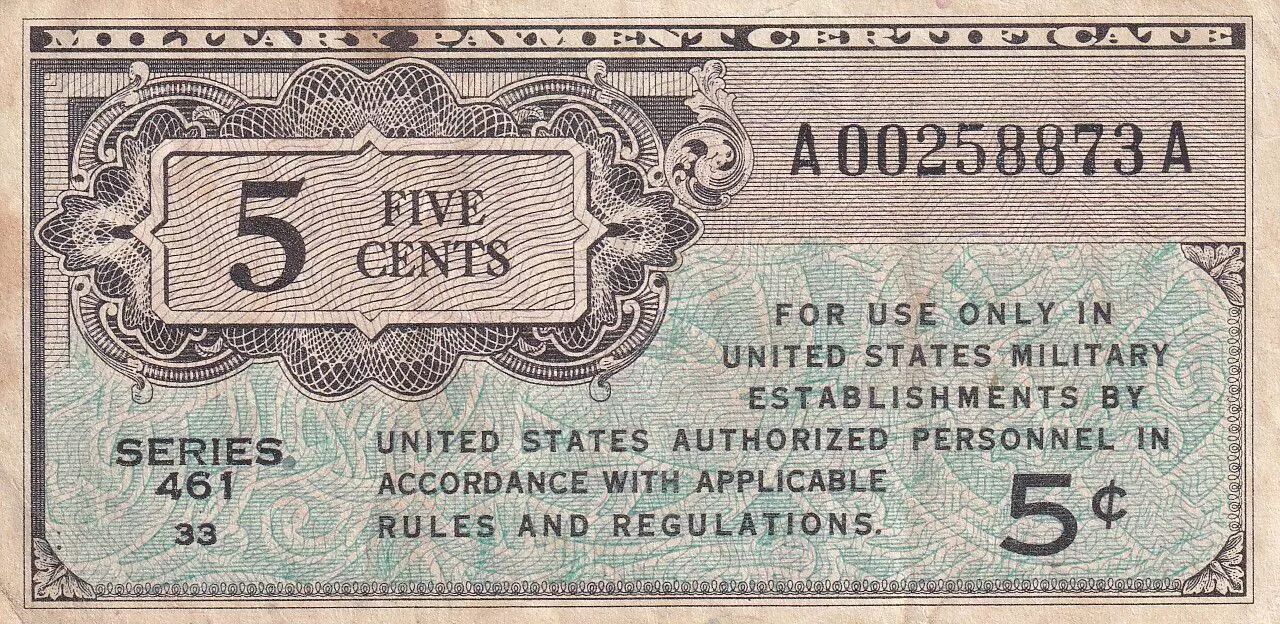 MILITARY PAYMENT CERTIFICATE
A00258873A
5 FIVE
CENTS
FOR USE ONLY IN
UNITED STATES MILITARY
ESTABLISHMENTS BY
UNITED STATES AUTHORIZED PERSONNEL IN
ACCORDANCE WITH APPLICABLE
RULES AND REGULATIONS.
SERIES
461
33
5¢